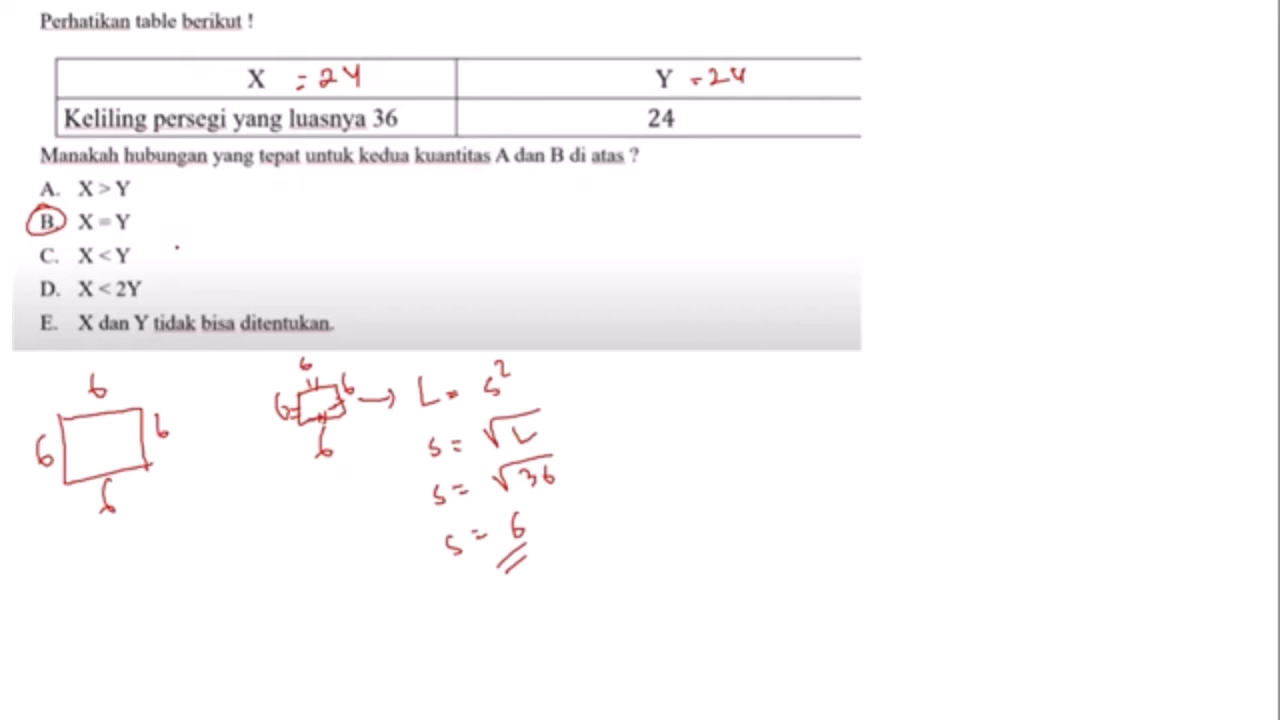 Perhatikan table berikut !
X = 24 Y = 24
Keliling persegi yang luasnya 36 24
Manakah hubungan yang tepat untuk kedua kuantitas A dan B di atas ?
A. X > Y
B. X = Y
C. X < Y
D. X < 2Y
E. X dan Y tidak bisa ditentukan.
6
6 6
6
6
6 6 → L = s²
6
s = √L
s = √36
s = 6